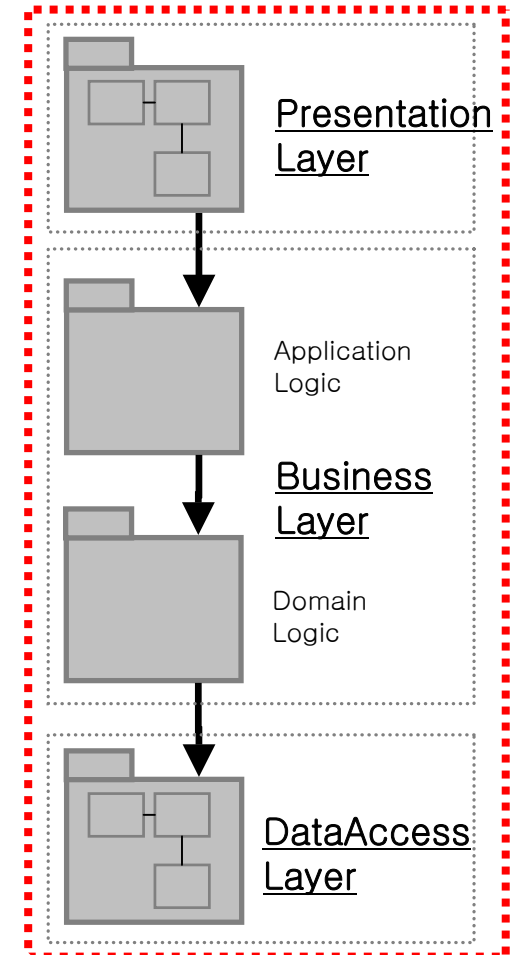 Presentation
Layer
Application
Logic
Business
Layer
Domain
Logic
DataAccess
Layer